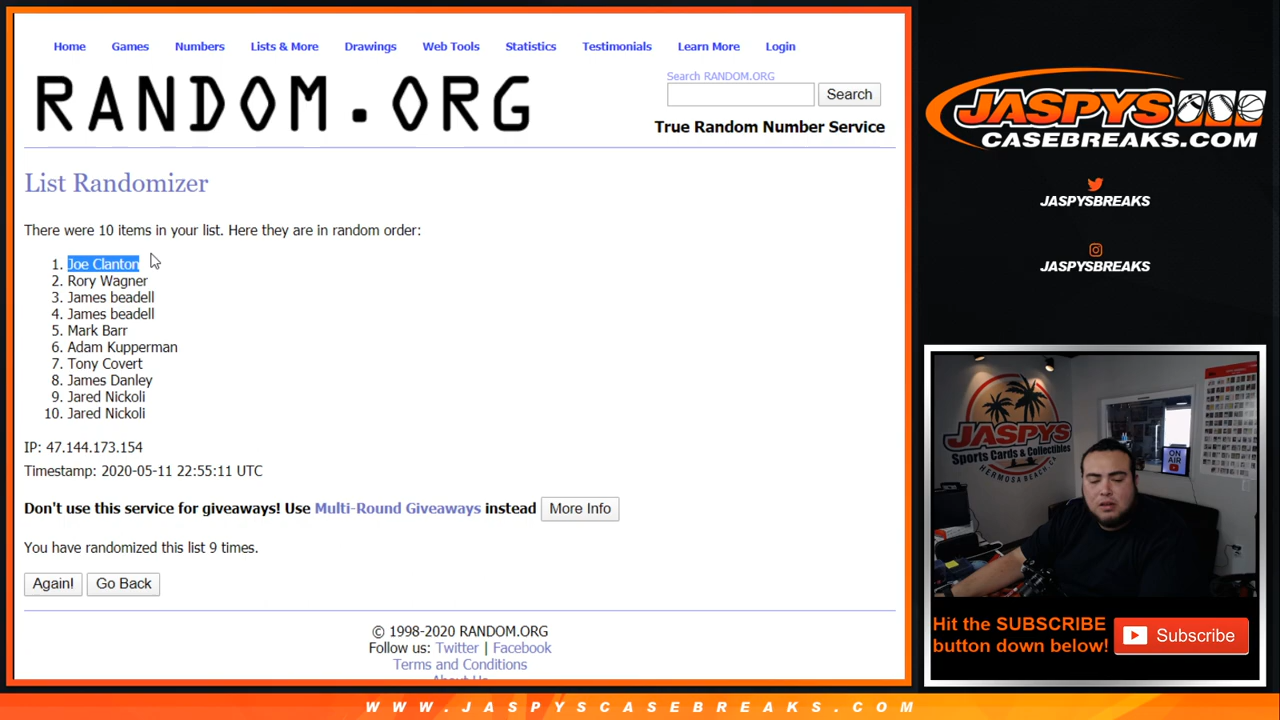 Home Games Numbers Lists & More Drawings Web Tools Statistics Testimonials Learn More Login
RANDOM.ORG
Search RANDOM.ORG
Search
True Random Number Service
List Randomizer
There were 10 items in your list. Here they are in random order:
1. Joe Clanton
2. Rory Wagner
3. James beadell
4. James beadell
5. Mark Barr
6. Adam Kupperman
7. Tony Covert
8. James Danley
9. Jared Nickoli
10. Jared Nickoli
IP: 47.144.173.154
Timestamp: 2020-05-11 22:55:11 UTC
Don't use this service for giveaways! Use Multi-Round Giveaways instead More Info
You have randomized this list 9 times.
Again! Go Back
© 1998-2020 RANDOM.ORG
Follow us: Twitter | Facebook
Terms and Conditions
About Us
JASPYS
CASEBREAKS.COM
JASPYSBREAKS
JASPYSBREAKS
JASPYS
Sports Cards & Collectibles
HERMOSA BEACH, CA
ON
AIR
Hit the SUBSCRIBE
button down below!
Subscribe
WWW.JASPYSCASEBREAKS.COM